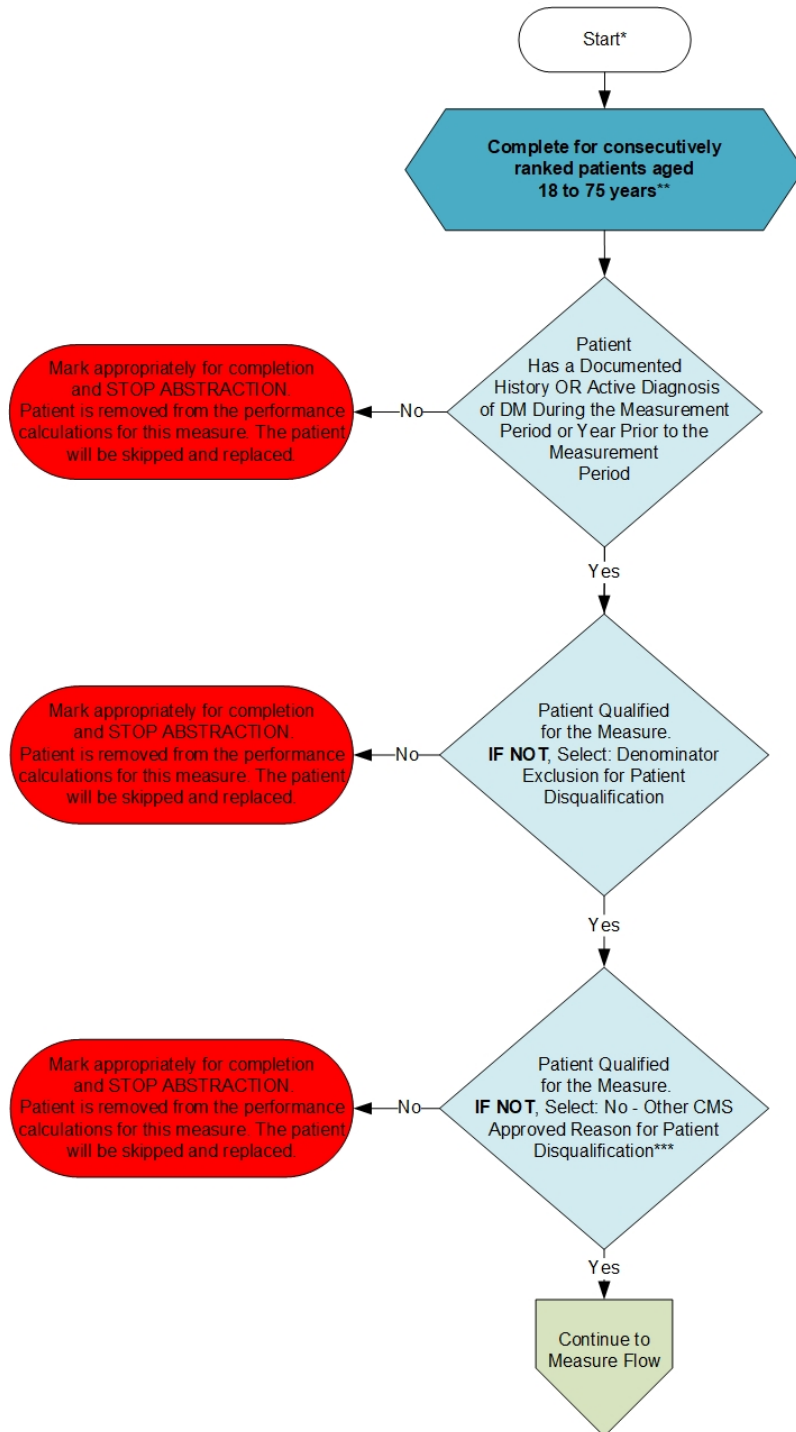 Start*
Complete for consecutively
ranked patients aged
18 to 75 years**
Patient
Has a Documented
History OR Active Diagnosis
of DM During the Measurement
Period or Year Prior to the
Measurement
Period
No
Mark appropriately for completion
and STOP ABSTRACTION.
Patient is removed from the performance
calculations for this measure. The patient
will be skipped and replaced.
Yes
Patient Qualified
for the Measure.
IF NOT, Select: Denominator
Exclusion for Patient
Disqualification
No
Mark appropriately for completion
and STOP ABSTRACTION.
Patient is removed from the performance
calculations for this measure. The patient
will be skipped and replaced.
Yes
Patient Qualified
for the Measure.
IF NOT, Select: No - Other CMS
Approved Reason for Patient
Disqualification***
No
Mark appropriately for completion
and STOP ABSTRACTION.
Patient is removed from the performance
calculations for this measure. The patient
will be skipped and replaced.
Yes
Continue to
Measure Flow